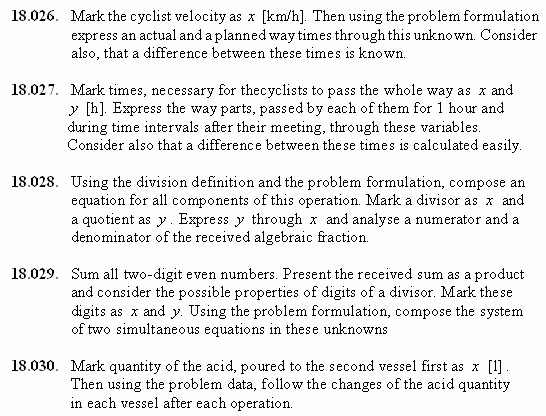 18.026. Mark the cyclist velocity as x [km/h]. Then using the problem formulation
express an actual and a planned way times through this unknown. Consider
also, that a difference between these times is known.
18.027. Mark times, necessary for thecyclists to pass the whole way as x and
y [h]. Express the way parts, passed by each of them for 1 hour and
during time intervals after their meeting, through these variables.
Consider also that a difference between these times is calculated easily.
18.028. Using the division definition and the problem formulation, compose an
equation for all components of this operation. Mark a divisor as x and
a quotient as y. Express y through x and analyse a numerator and a
denominator of the received algebraic fraction.
18.029. Sum all two-digit even numbers. Present the received sum as a product
and consider the possible properties of digits of a divisor. Mark these
digits as x and y. Using the problem formulation, compose the system
of two simultaneous equations in these unknowns
18.030. Mark quantity of the acid, poured to the second vessel first as x [l].
Then using the problem data, follow the changes of the acid quantity
in each vessel after each operation.